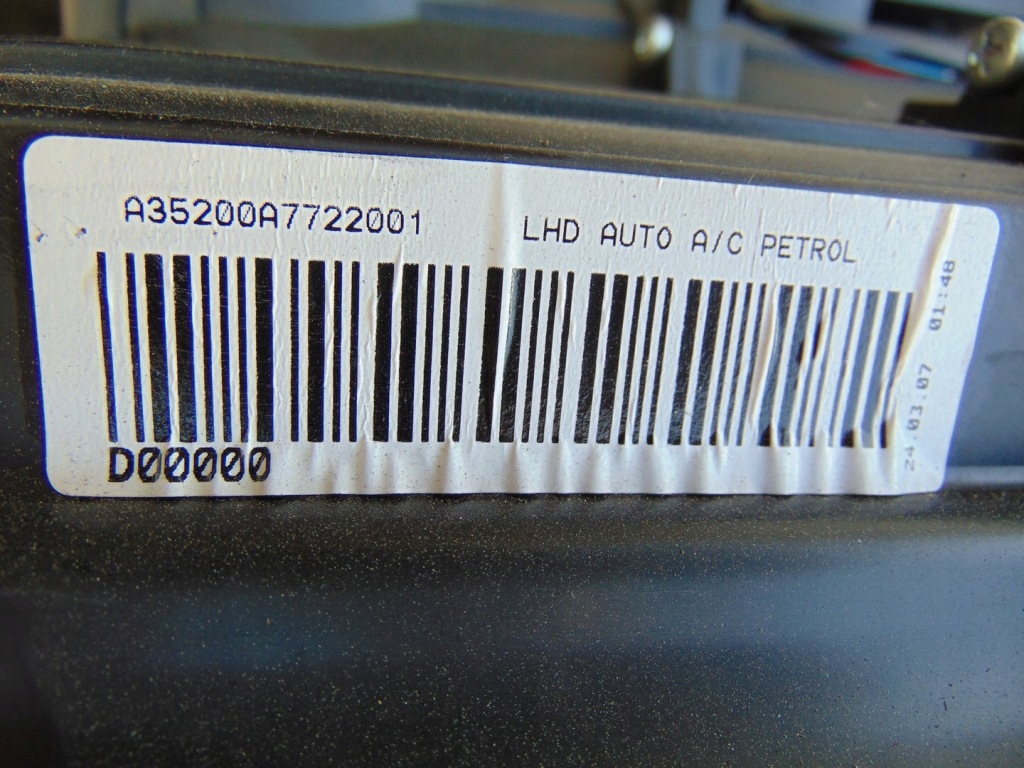 A35200A7722001
LHD AUTO A/C PETROL
D00000
24.03.07 01:48